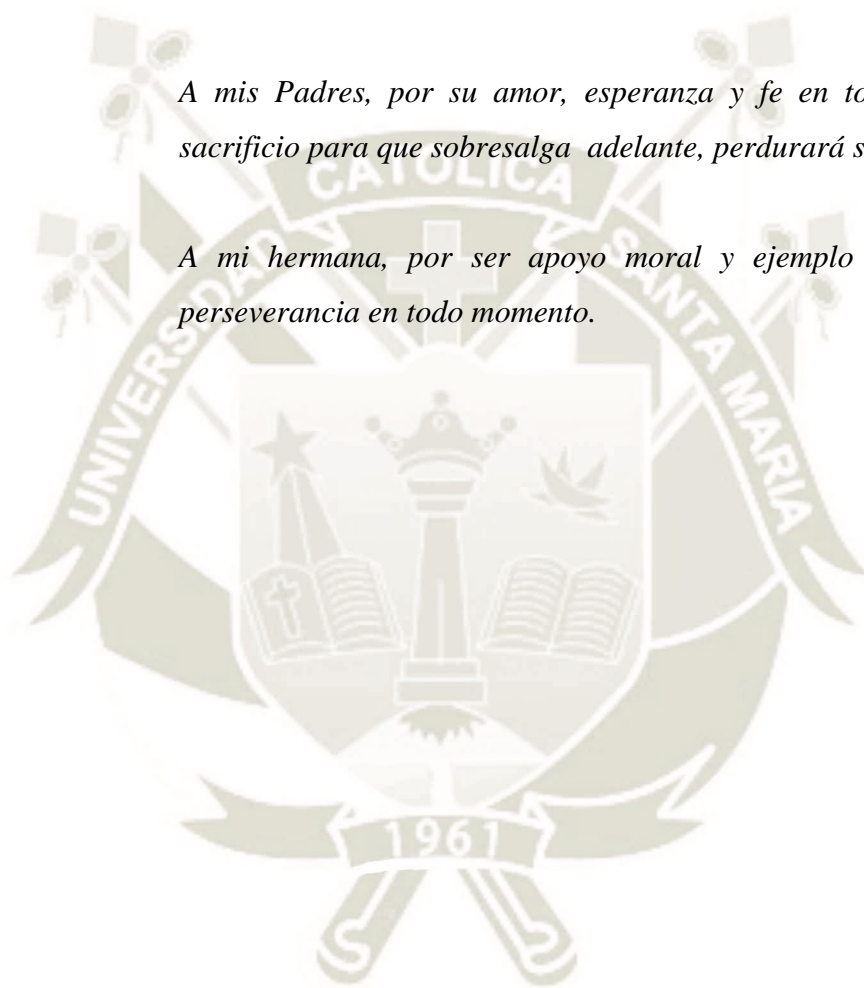 A mis Padres, por su amor, esperanza y fe en
sacrificio para que sobresalga adelante, perdurará
A mi hermana, por ser apoyo moral y ejemplo
perseverancia en todo momento.
UNIVERSIDAD CATOLICA SANTA MARIA
1961